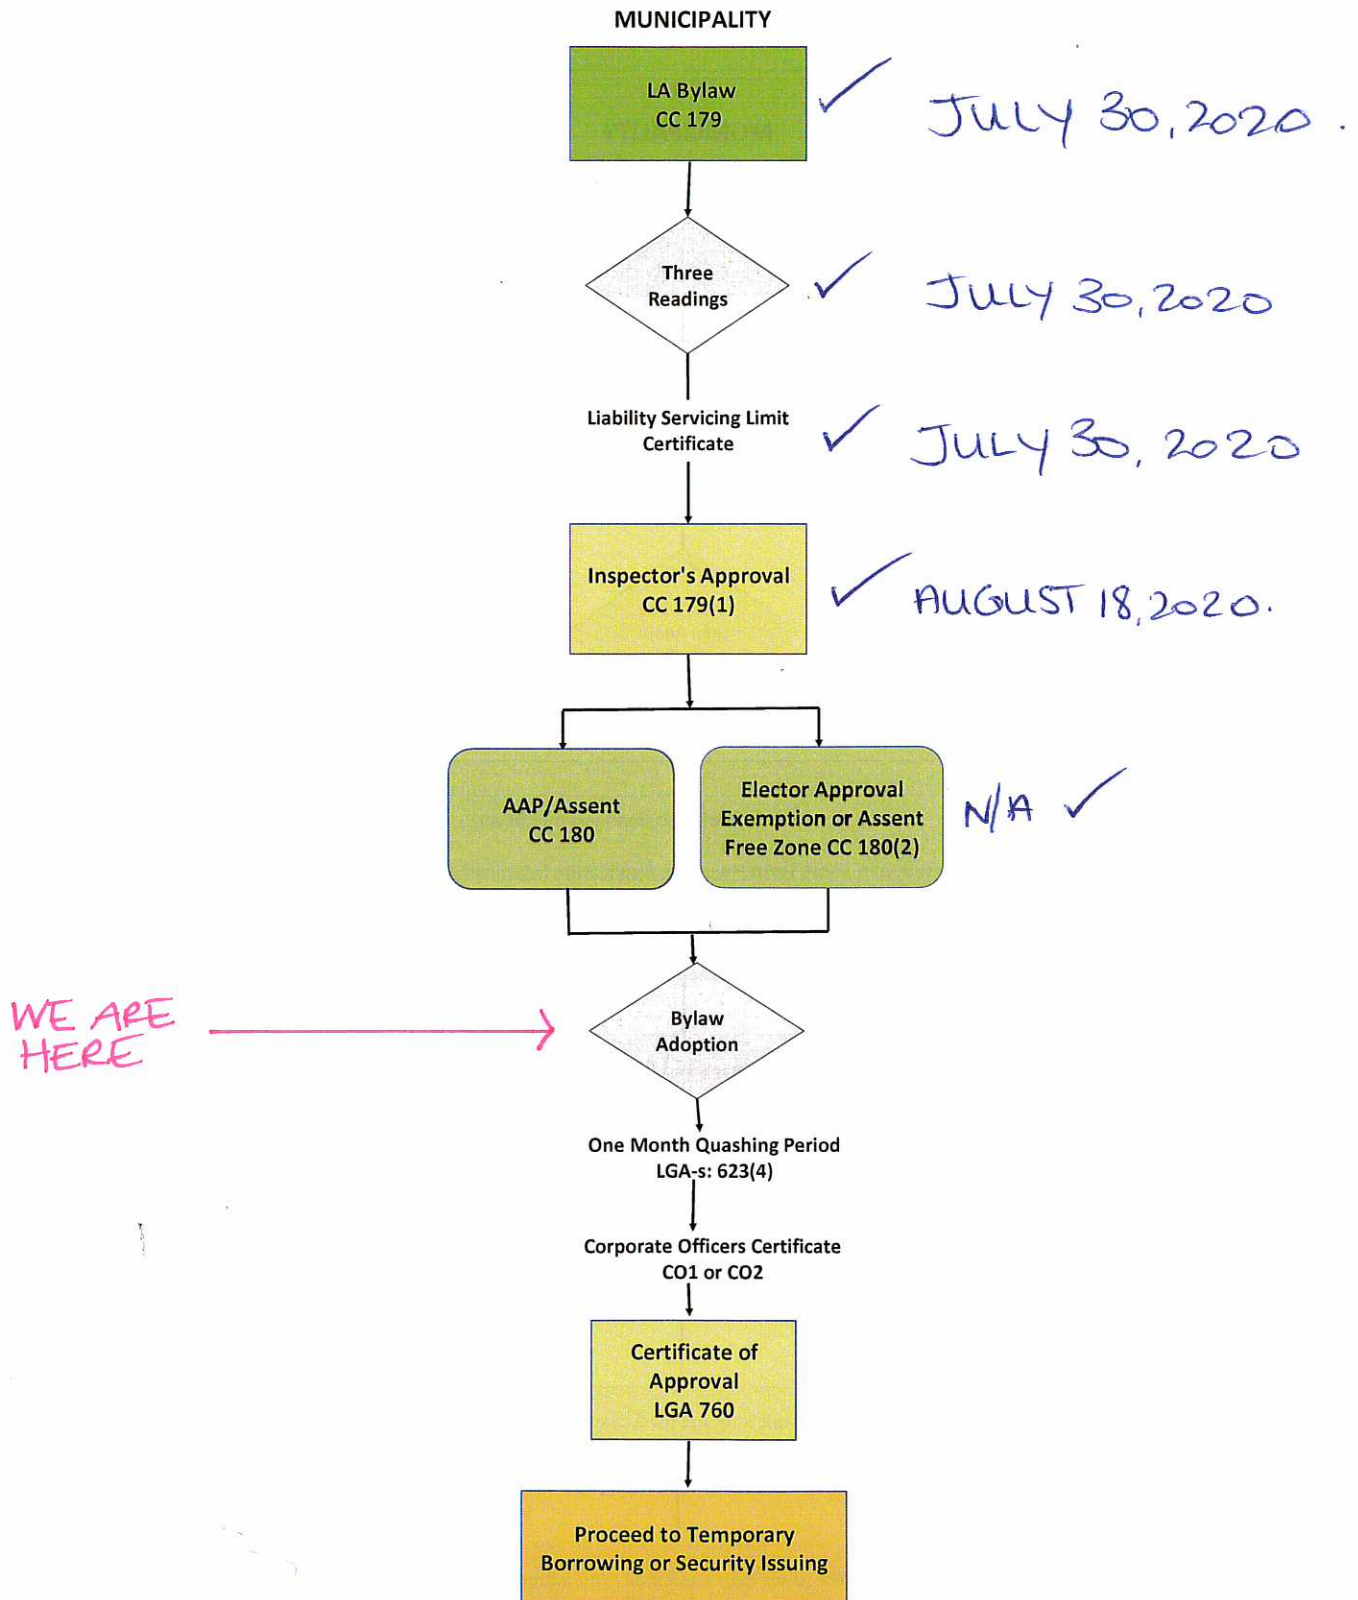 MUNICIPALITY
LA Bylaw
CC 179
✓ JULY 30, 2020.
Three
Readings
✓ JULY 30, 2020
Liability Servicing Limit
Certificate
✓ JULY 30, 2020
Inspector's Approval
CC 179(1)
✓ AUGUST 18, 2020.
AAP/Assent
CC 180
Elector Approval
Exemption or Assent
Free Zone CC 180(2)
N/A ✓
WE ARE
HERE
Bylaw
Adoption
One Month Quashing Period
LGA-s: 623(4)
Corporate Officers Certificate
CO1 or CO2
Certificate of
Approval
LGA 760
Proceed to Temporary
Borrowing or Security Issuing